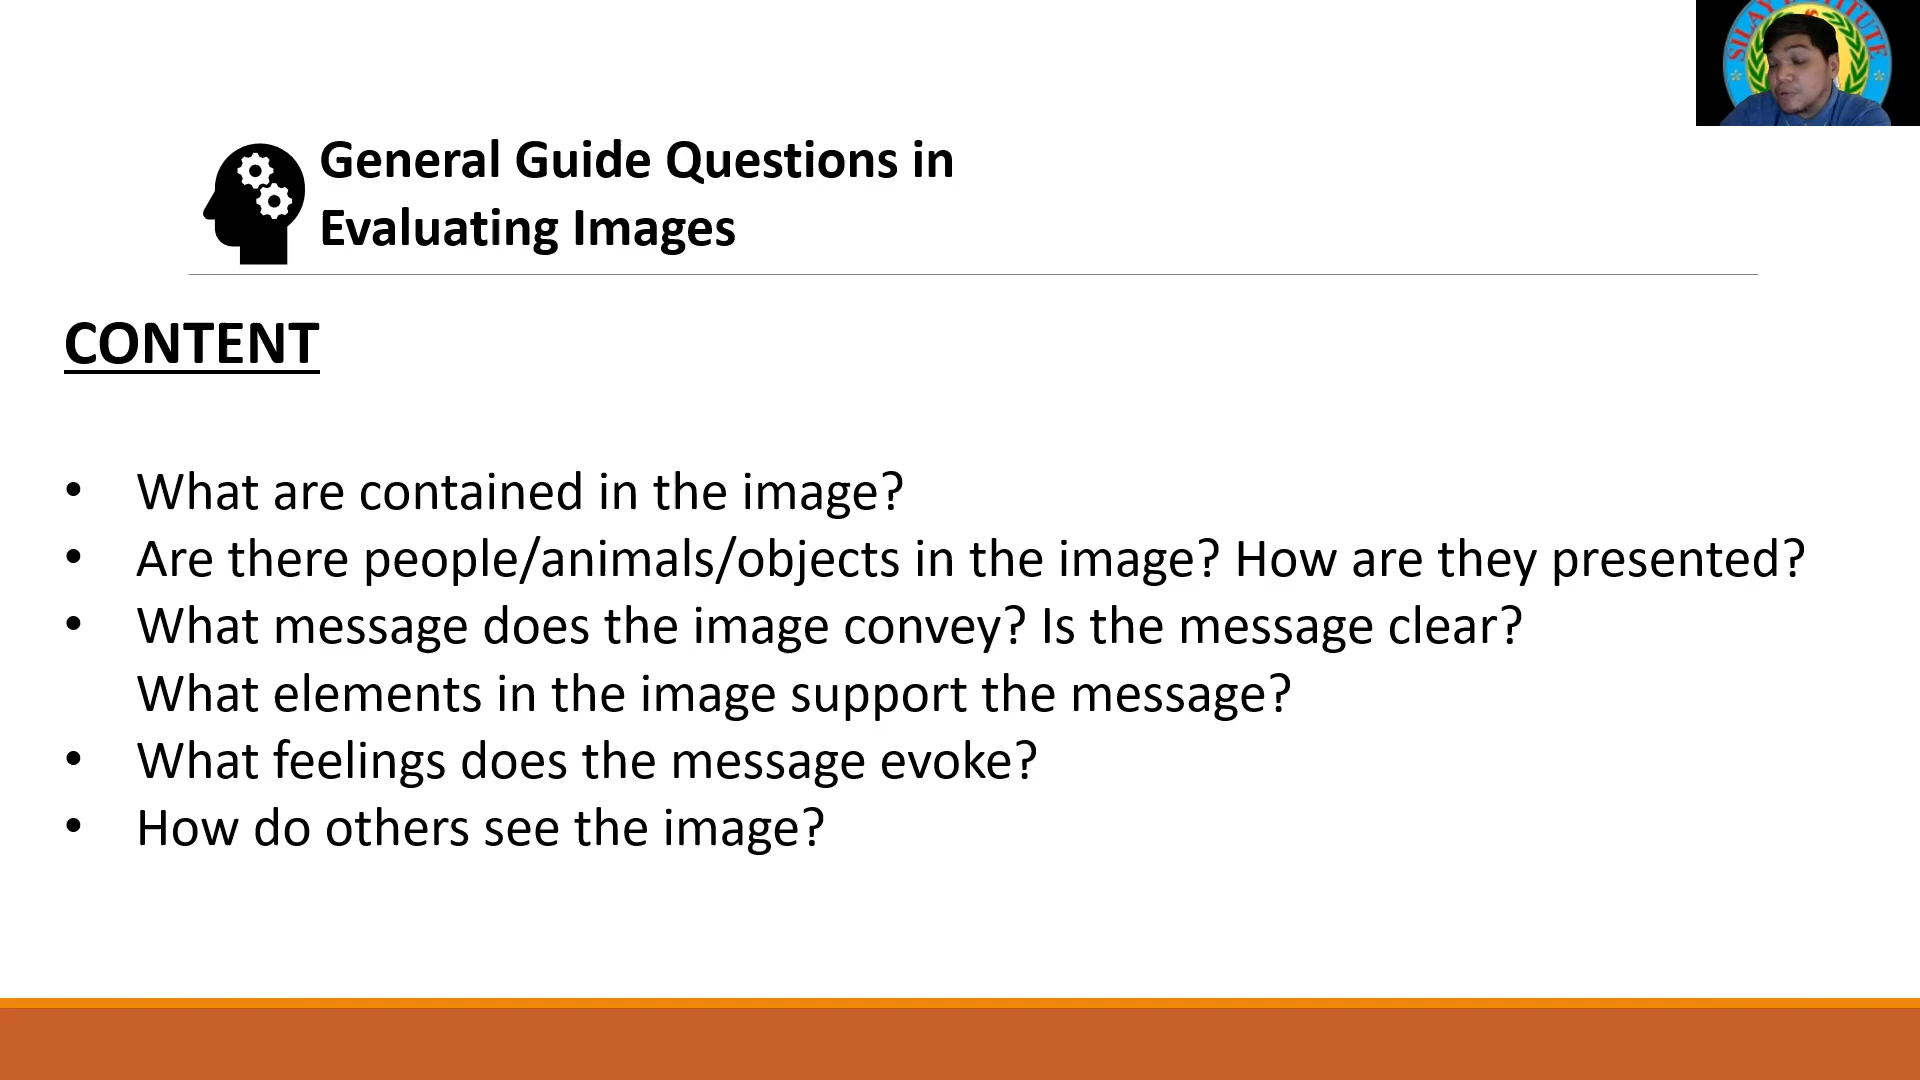 SILAY INSTITUTE
General Guide Questions in
Evaluating Images
CONTENT
• What are contained in the image?
• Are there people/animals/objects in the image? How are they presented?
• What message does the image convey? Is the message clear?
What elements in the image support the message?
• What feelings does the message evoke?
• How do others see the image?